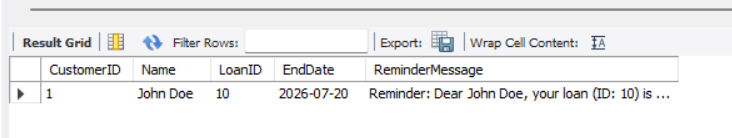 Result Grid Filter Rows: Export: Wrap Cell Content: IA
CustomerID Name LoanID EndDate ReminderMessage
1 John Doe 10 2026-07-20 Reminder: Dear John Doe, your loan (ID: 10) is ...